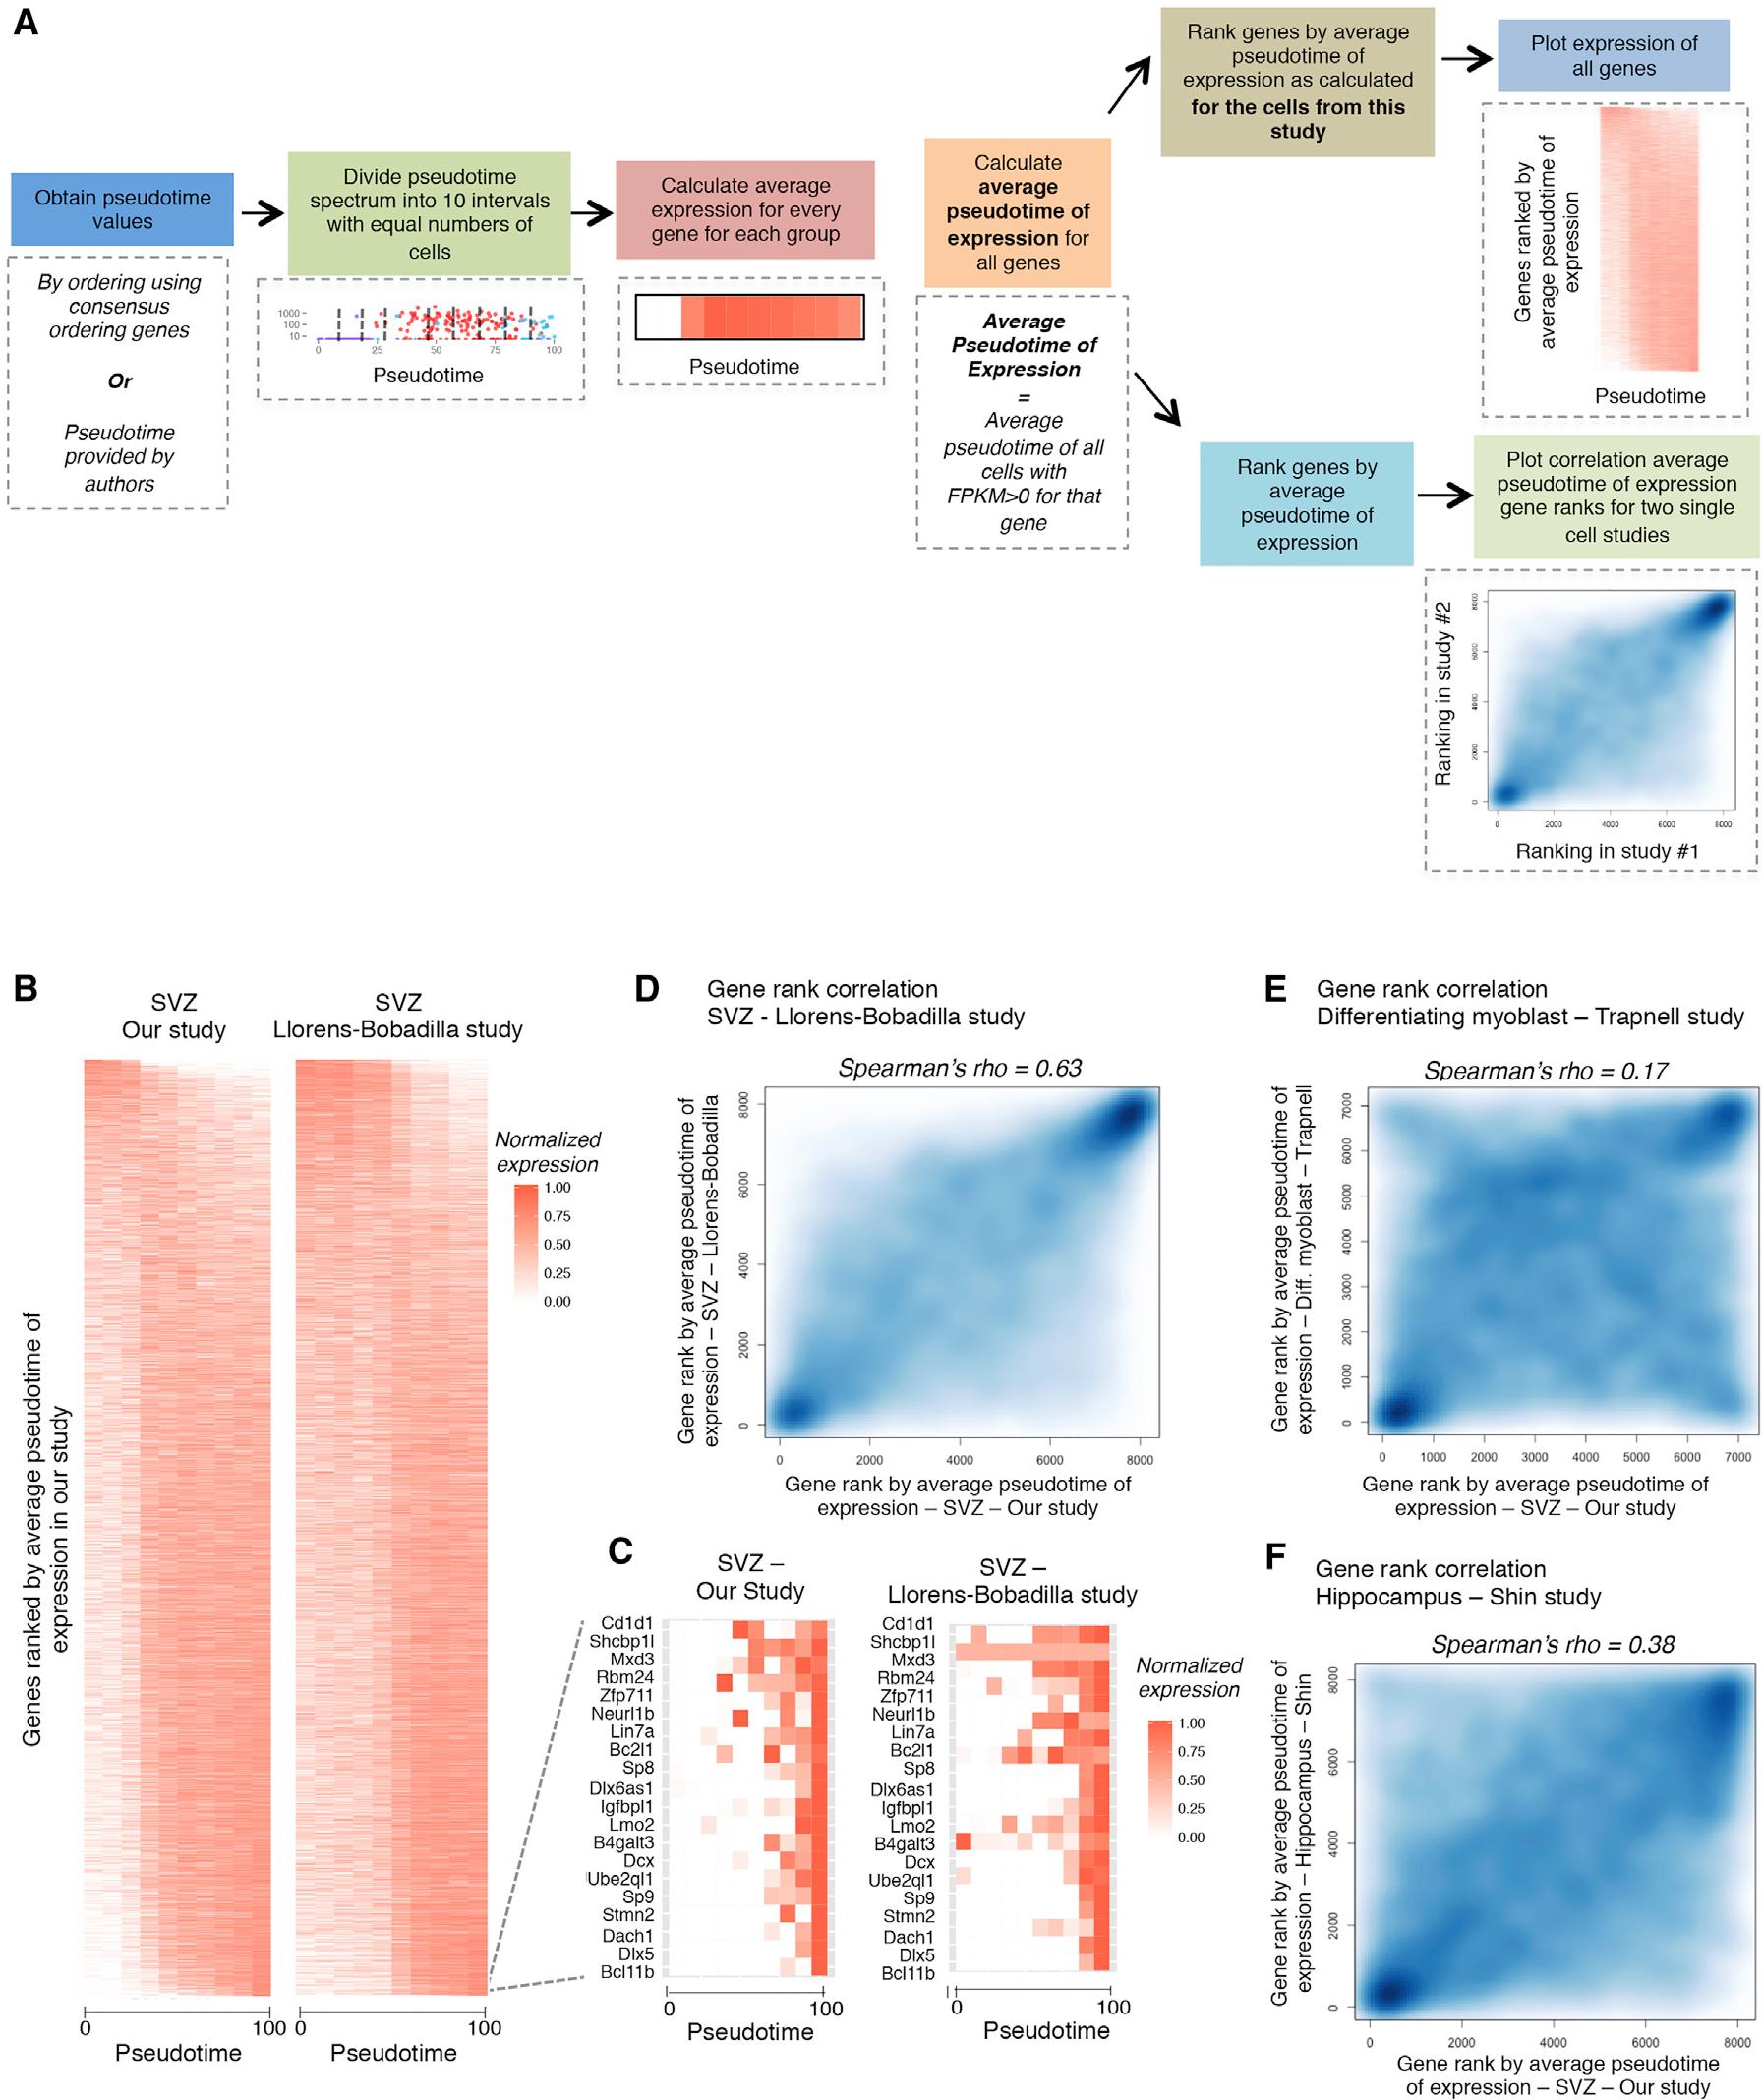 A
Obtain pseudotime
values
By ordering using
consensus
ordering genes
Or
Pseudotime
provided by
authors
Divide pseudotime
spectrum into 10 intervals
with equal numbers of
cells
1000
100
10
0 25 50 75 100
Pseudotime
Calculate average
expression for every
gene for each group
Pseudotime
Calculate
average
pseudotime of
expression for
all genes
Average
Pseudotime of
Expression
=
Average
pseudotime of all
cells with
FPKM>0 for that
gene
Rank genes by average
pseudotime of
expression as calculated
for the cells from this
study
Plot expression of
all genes
Genes ranked by
average pseudotime of
expression
Pseudotime
Rank genes by
average
pseudotime of
expression
Plot correlation average
pseudotime of expression
gene ranks for two single
cell studies
Ranking in study #2
8000
6000
4000
2000
0
0 2000 4000 6000 8000
Ranking in study #1
B
SVZ
Our study
SVZ
Llorens-Bobadilla study
Normalized
expression
1.00
0.75
0.50
0.25
0.00
Genes ranked by average pseudotime of
expression in our study
0 100
Pseudotime
0 100
Pseudotime
D
Gene rank correlation
SVZ - Llorens-Bobadilla study
Spearman's rho = 0.63
Gene rank by average pseudotime of
expression – SVZ – Llorens-Bobadilla
8000
6000
4000
2000
0
0 2000 4000 6000 8000
Gene rank by average pseudotime of
expression – SVZ – Our study
E
Gene rank correlation
Differentiating myoblast – Trapnell study
Spearman's rho = 0.17
Gene rank by average pseudotime of
expression – Diff. myoblast – Trapnell
7000
6000
5000
4000
3000
2000
1000
0
0 1000 2000 3000 4000 5000 6000 7000
Gene rank by average pseudotime of
expression – SVZ – Our study
C
SVZ –
Our Study
Cd1d1
Shcbp1l
Mxd3
Rbm24
Zfp711
Neurl1b
Lin7a
Bc2l1
Sp8
Dlx6as1
Igfbpl1
Lmo2
B4galt3
Dcx
Ube2ql1
Sp9
Stmn2
Dach1
Dlx5
Bcl11b
0 100
Pseudotime
SVZ –
Llorens-Bobadilla study
Cd1d1
Shcbp1l
Mxd3
Rbm24
Zfp711
Neurl1b
Lin7a
Bc2l1
Sp8
Dlx6as1
Igfbpl1
Lmo2
B4galt3
Dcx
Ube2ql1
Sp9
Stmn2
Dach1
Dlx5
Bcl11b
0 100
Pseudotime
Normalized
expression
1.00
0.75
0.50
0.25
0.00
F
Gene rank correlation
Hippocampus – Shin study
Spearman's rho = 0.38
Gene rank by average pseudotime of
expression – Hippocampus – Shin
8000
6000
4000
2000
0
0 2000 4000 6000 8000
Gene rank by average pseudotime
of expression – SVZ – Our study